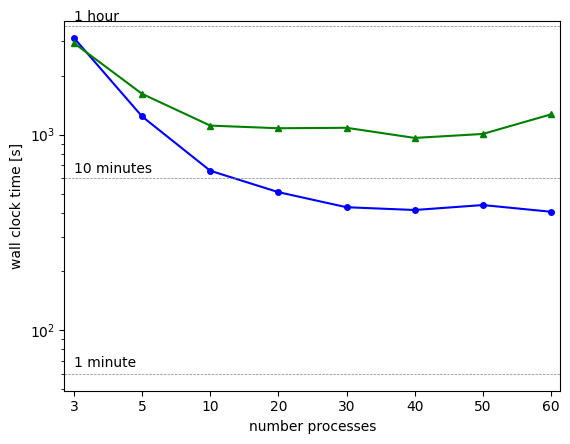 1 hour
10 minutes
1 minute
wall clock time [s]
10³
10²
3 5 10 20 30 40 50 60
number processes